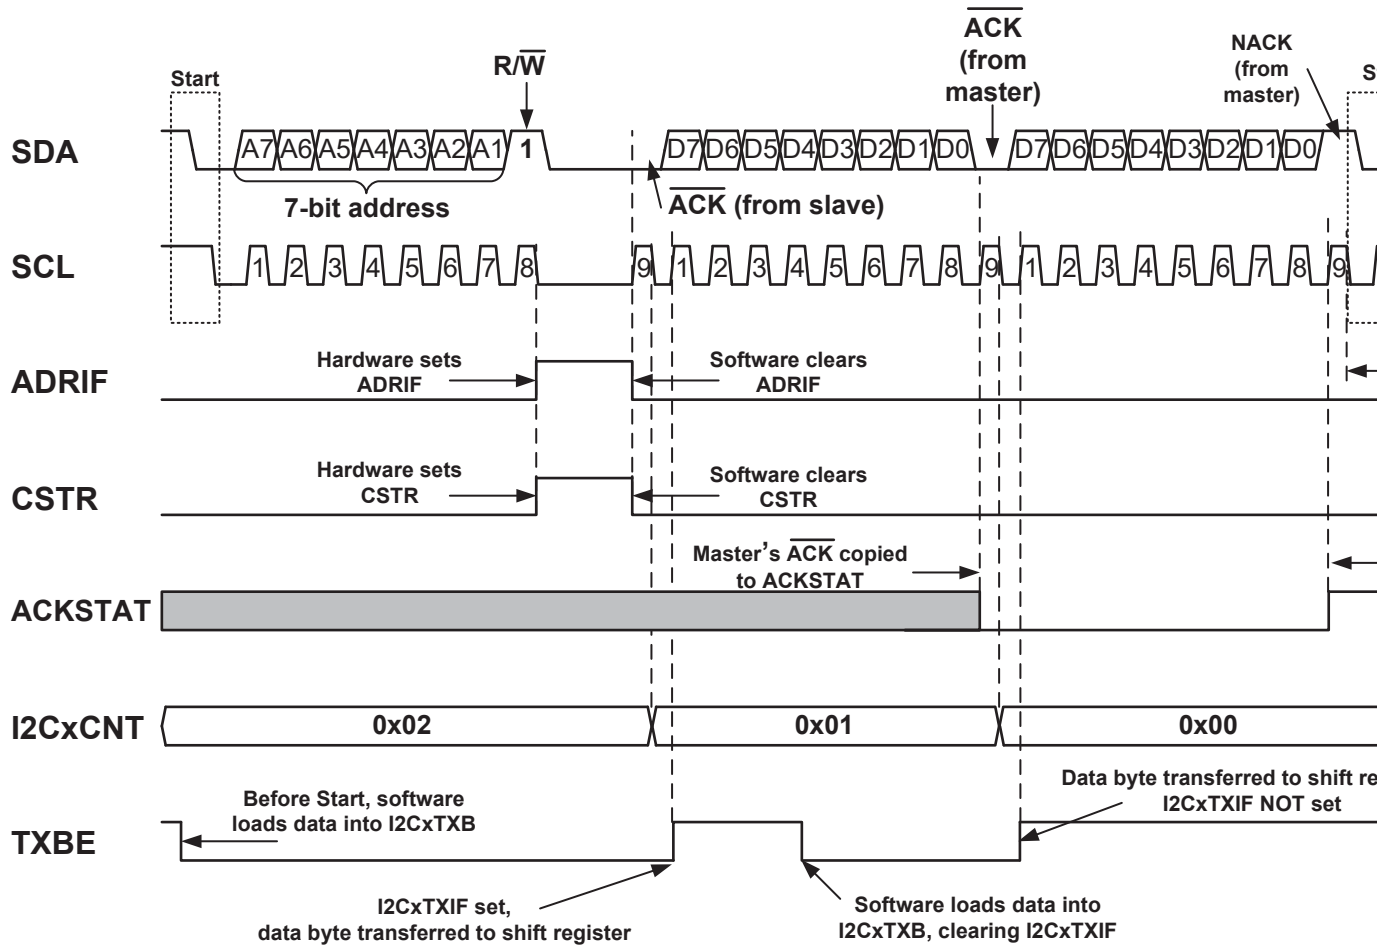 ACK
(from
master)
NACK
(from
master)
R/W
Start
S
SDA
A7 A6 A5 A4 A3 A2 A1 1 D7 D6 D5 D4 D3 D2 D1 D0 D7 D6 D5 D4 D3 D2 D1 D0
7-bit address
ACK (from slave)
SCL
1 2 3 4 5 6 7 8 9 1 2 3 4 5 6 7 8 9 1 2 3 4 5 6 7 8 9
ADRIF
Hardware sets
ADRIF
Software clears
ADRIF
CSTR
Hardware sets
CSTR
Software clears
CSTR
Master's ACK copied
to ACKSTAT
ACKSTAT
I2CxCNT
0x02 0x01 0x00
TXBE
Before Start, software
loads data into I2CxTXB
Data byte transferred to shift re
I2CxTXIF NOT set
I2CxTXIF set,
data byte transferred to shift register
Software loads data into
I2CxTXB, clearing I2CxTXIF